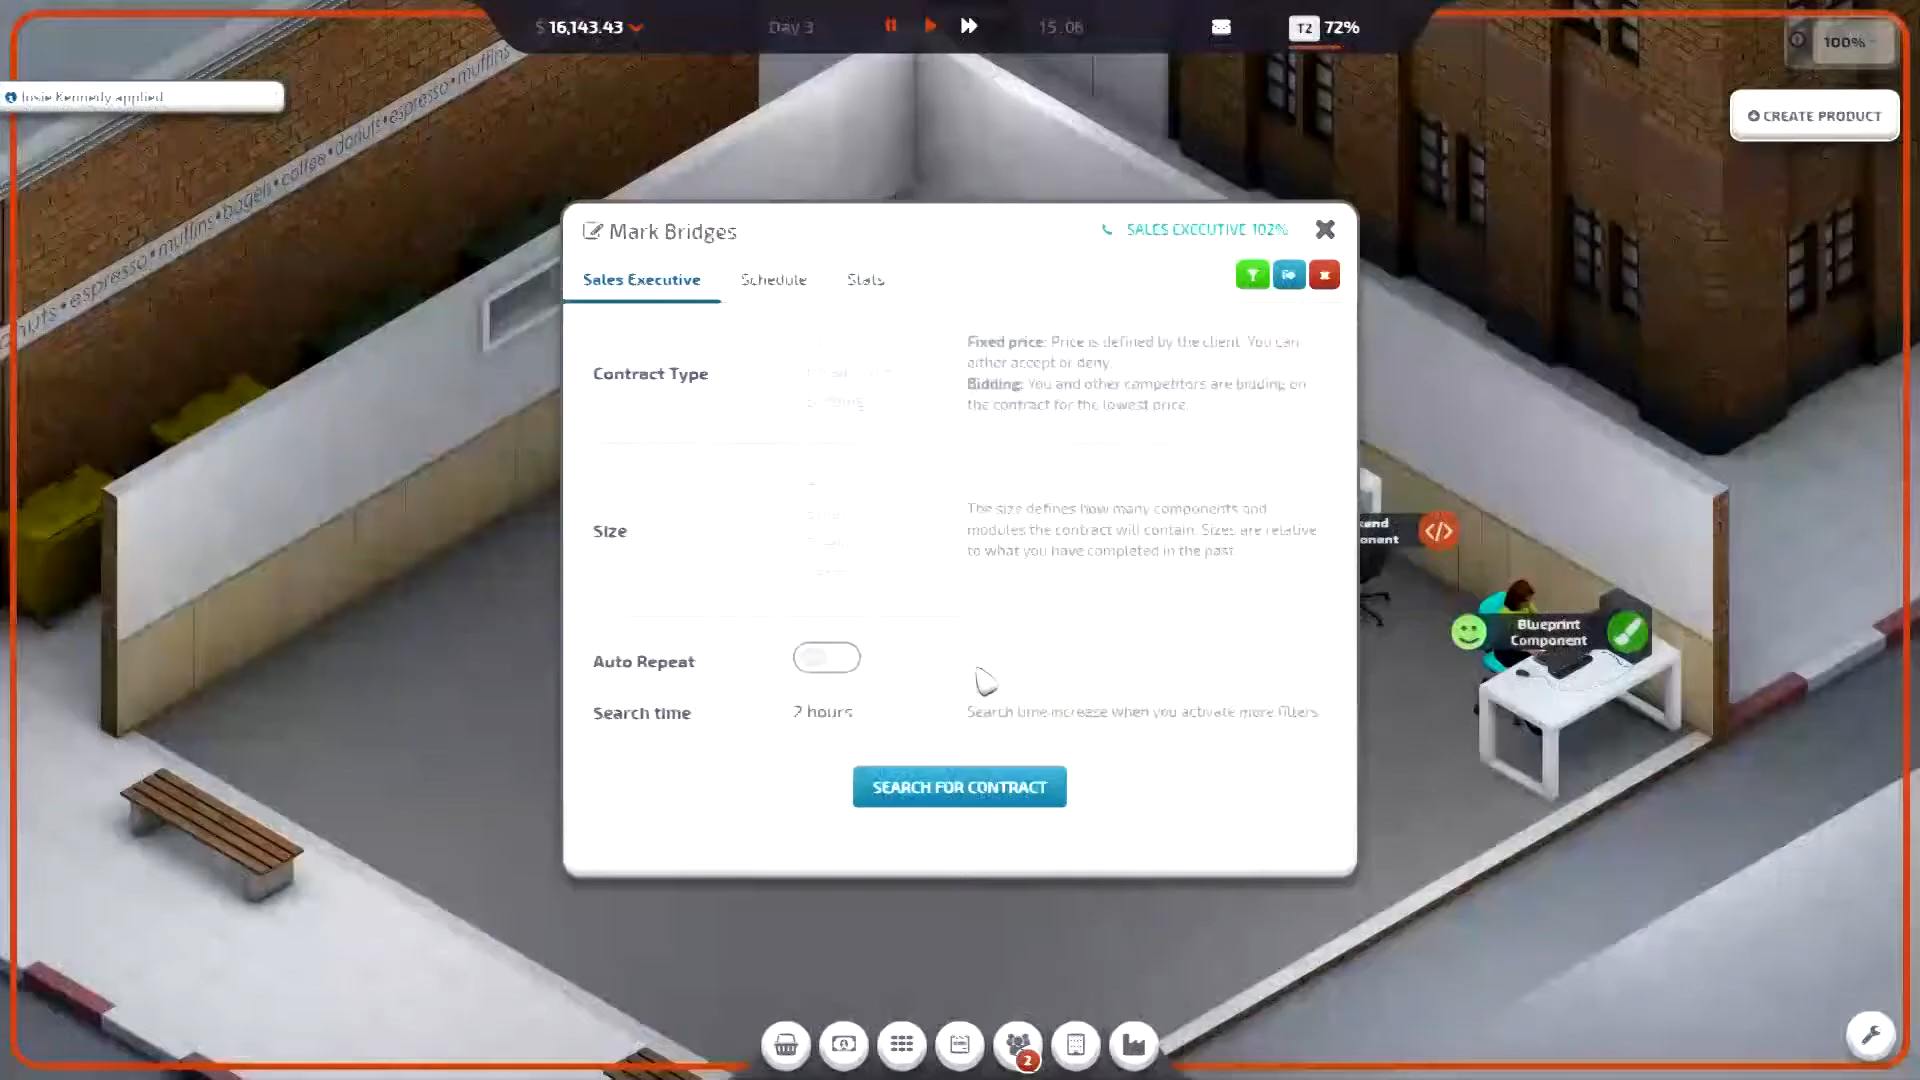 $ 16,143.43
Day 3
15 06
T2 72%
100%
Josie Kennedy applied
CREATE PRODUCT
donuts • espresso • muffins • bagels • coffee • donuts • espresso • muffins
Mark Bridges
SALES EXECUTIVE 102%
Sales Executive
Schedule
Stats
Contract Type
Fixed price: Price is defined by the client. You can
either accept or deny.
Bidding: You and other competitors are bidding on
the contract for the lowest price.
Size
The size defines how many components and
modules the contract will contain. Sizes are relative
to what you have completed in the past.
Auto Repeat
Search time
2 hours
Search time increase when you activate more filters
SEARCH FOR CONTRACT
Blueprint
Component
2